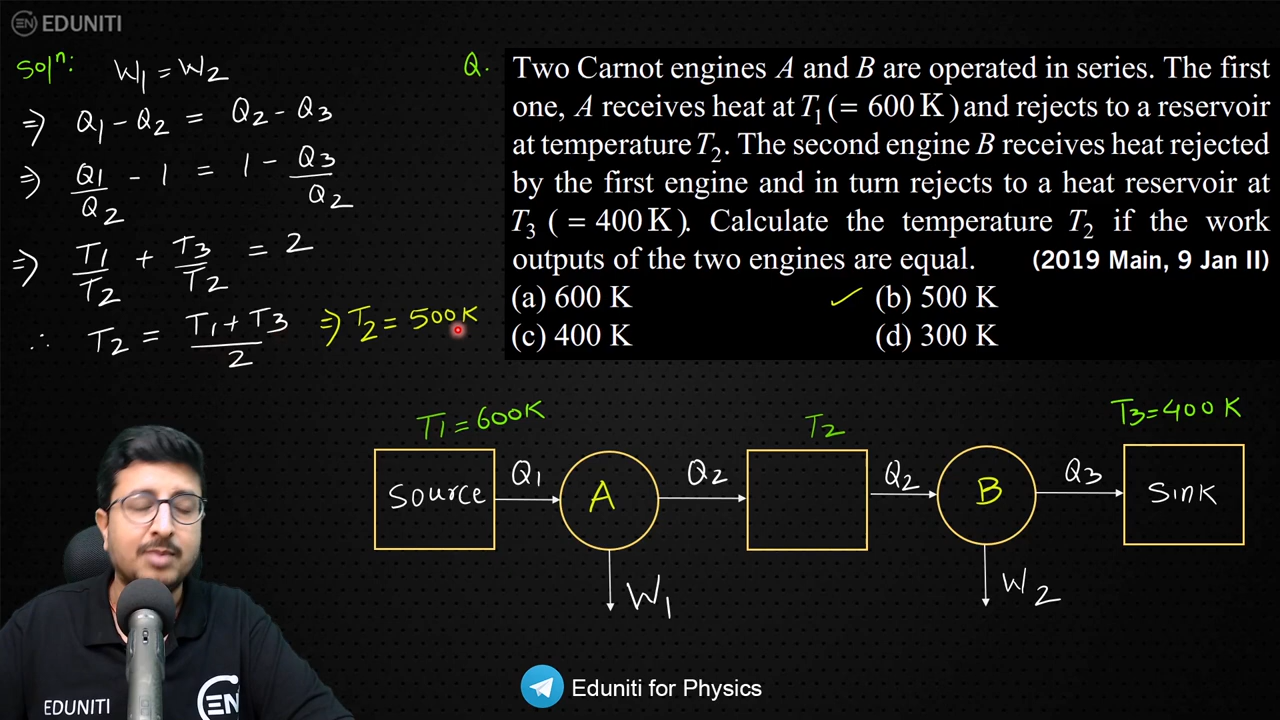 EN EDUNITI
Solⁿ: W₁ = W₂
⇒ Q₁ - Q₂ = Q₂ - Q₃
⇒ Q₁/Q₂ - 1 = 1 - Q₃/Q₂
⇒ T₁/T₂ + T₃/T₂ = 2
∴ T₂ = (T₁ + T₃)/2 ⇒ T₂ = 500K
Q. Two Carnot engines A and B are operated in series. The first
one, A receives heat at T₁ (= 600 K) and rejects to a reservoir
at temperature T₂. The second engine B receives heat rejected
by the first engine and in turn rejects to a heat reservoir at
T₃ ( = 400 K). Calculate the temperature T₂ if the work
outputs of the two engines are equal. (2019 Main, 9 Jan II)
(a) 600 K ✓ (b) 500 K
(c) 400 K (d) 300 K
T₁ = 600K T₂ T₃ = 400 K
Source Q₁ A Q₂ Q₂ B Q₃ Sink
W₁ W₂
EDUNITI EN
Eduniti for Physics